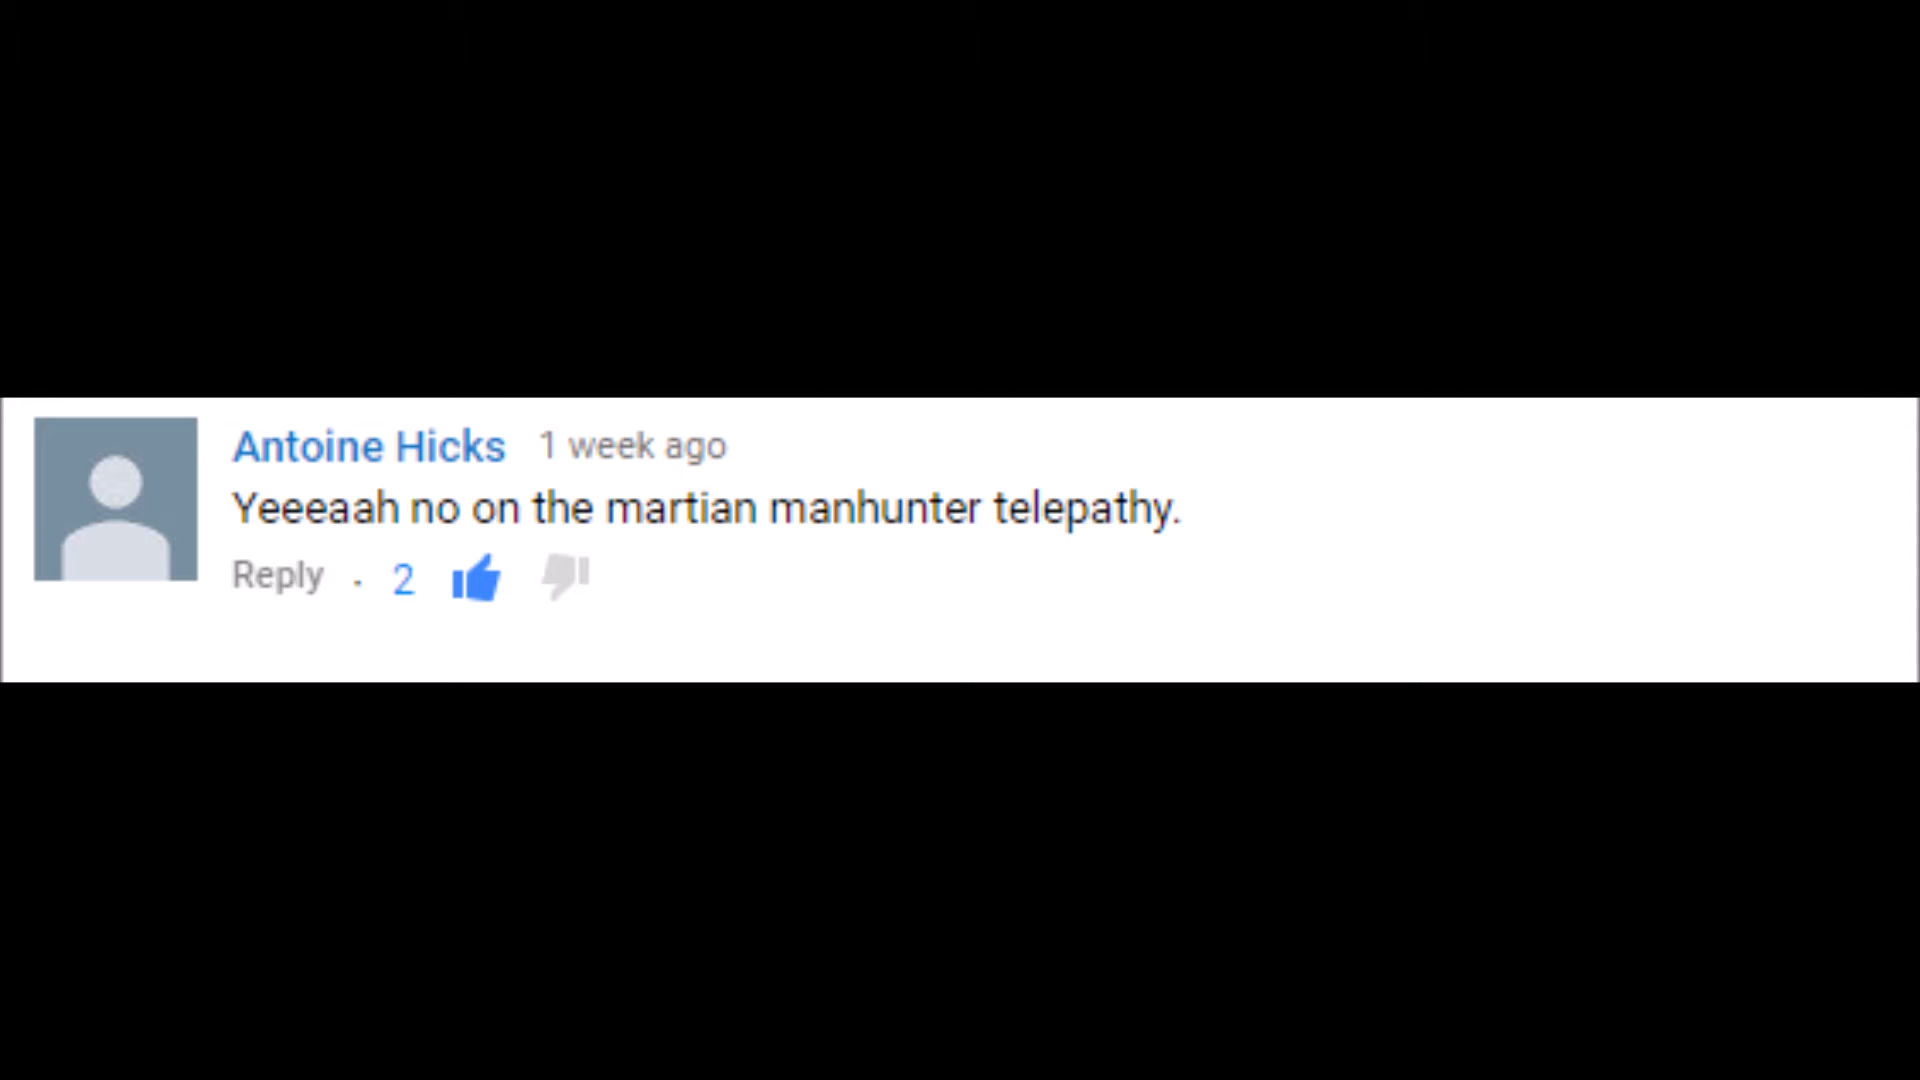 Antoine Hicks 1 week ago
Yeeeaah no on the martian manhunter telepathy.
Reply · 2